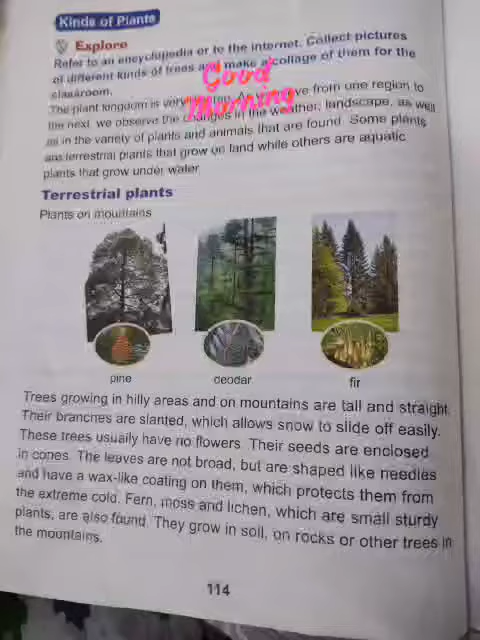 Kinds of Plants
Explore
Refer to an encyclopedia or to the internet. Collect pictures
of different kinds of trees and make a collage of them for the
classroom.
Good
Morning
The plant kingdom is very from one region to
the next, we observe the changes in the weather, landscape, as well
as in the variety of plants and animals that are found. Some plants
are terrestrial plants that grow on land while others are aquatic
plants that grow under water.
Terrestrial plants
Plants on mountains
pine
deodar
fir
Trees growing in hilly areas and on mountains are tall and straight.
Their branches are slanted, which allows snow to slide off easily.
These trees usually have no flowers. Their seeds are enclosed
in cones. The leaves are not broad, but are shaped like needles
and have a wax-like coating on them, which protects them from
the extreme cold. Fern, moss and lichen, which are small sturdy
plants, are also found. They grow in soil, on rocks or other trees in
the mountains.
114